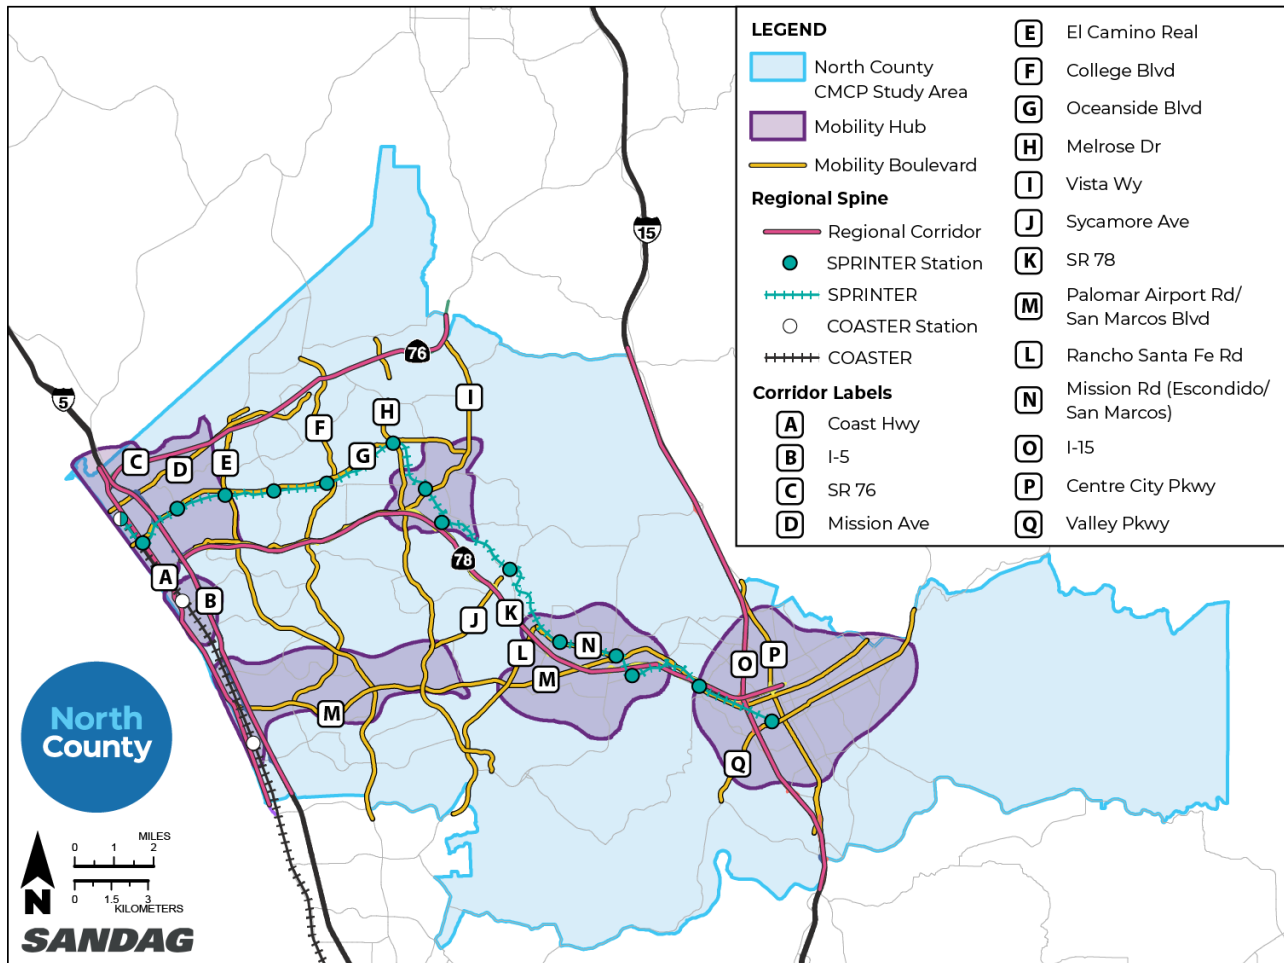 LEGEND
North County
CMCP Study Area
Mobility Hub
Mobility Boulevard
Regional Spine
Regional Corridor
SPRINTER Station
SPRINTER
COASTER Station
COASTER
Corridor Labels
A Coast Hwy
B I-5
C SR 76
D Mission Ave
E El Camino Real
F College Blvd
G Oceanside Blvd
H Melrose Dr
I Vista Wy
J Sycamore Ave
K SR 78
M Palomar Airport Rd/
San Marcos Blvd
L Rancho Santa Fe Rd
N Mission Rd (Escondido/
San Marcos)
O I-15
P Centre City Pkwy
Q Valley Pkwy
15
76
5
I
H
F
G
C
D
E
78
A
B
J
K
L
N
M
O
P
M
Q
North
County
MILES
0 1 2
0 1.5 3
KILOMETERS
N
SANDAG